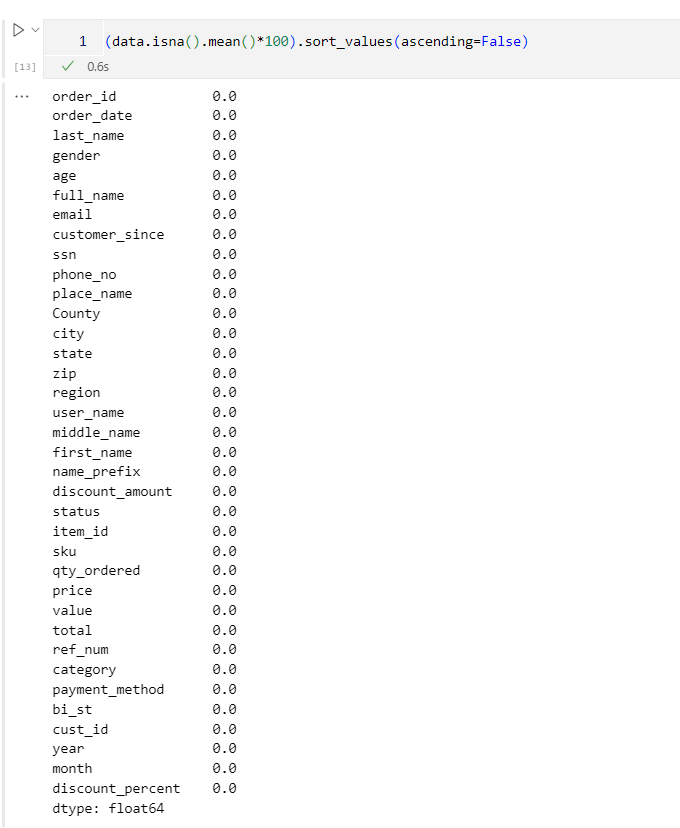 1 (data.isna().mean()*100).sort_values(ascending=False)
[13] 0.6s
... order_id 0.0
order_date 0.0
last_name 0.0
gender 0.0
age 0.0
full_name 0.0
email 0.0
customer_since 0.0
ssn 0.0
phone_no 0.0
place_name 0.0
County 0.0
city 0.0
state 0.0
zip 0.0
region 0.0
user_name 0.0
middle_name 0.0
first_name 0.0
name_prefix 0.0
discount_amount 0.0
status 0.0
item_id 0.0
sku 0.0
qty_ordered 0.0
price 0.0
value 0.0
total 0.0
ref_num 0.0
category 0.0
payment_method 0.0
bi_st 0.0
cust_id 0.0
year 0.0
month 0.0
discount_percent 0.0
dtype: float64